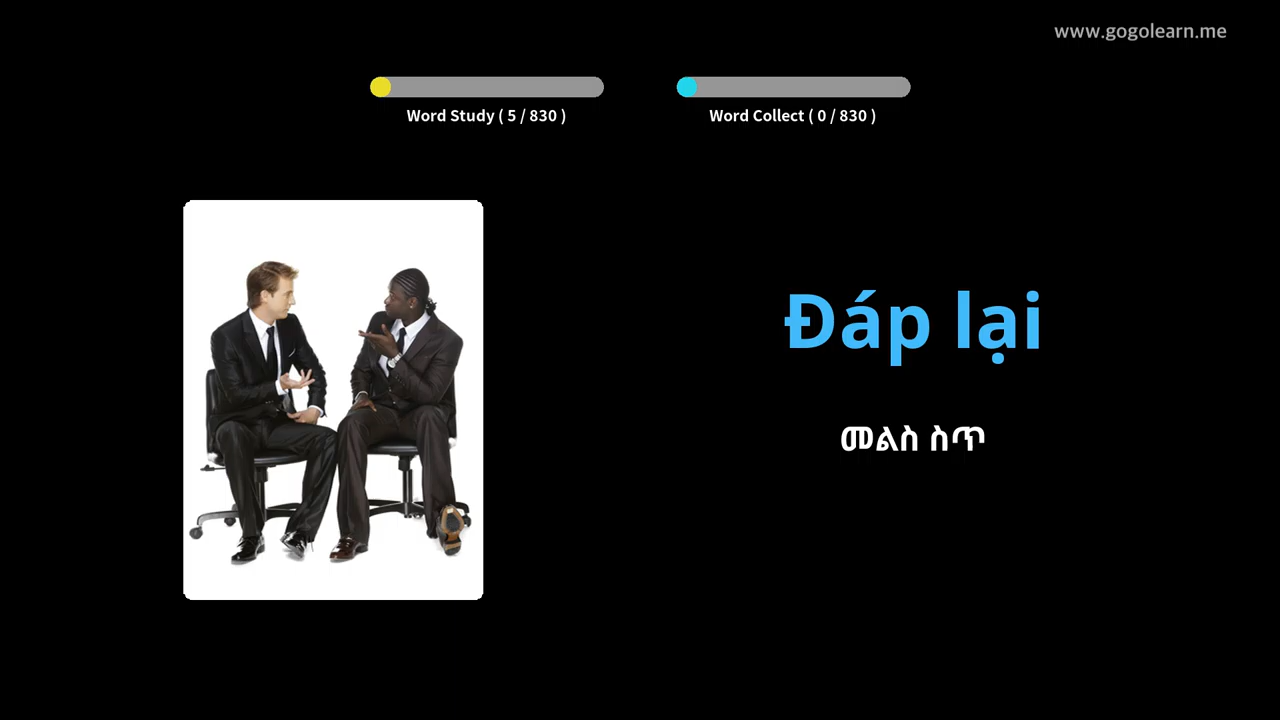 www.gogolearn.me
Word Study ( 5 / 830 )
Word Collect ( 0 / 830 )
Đáp lại
መልስ ስጥ